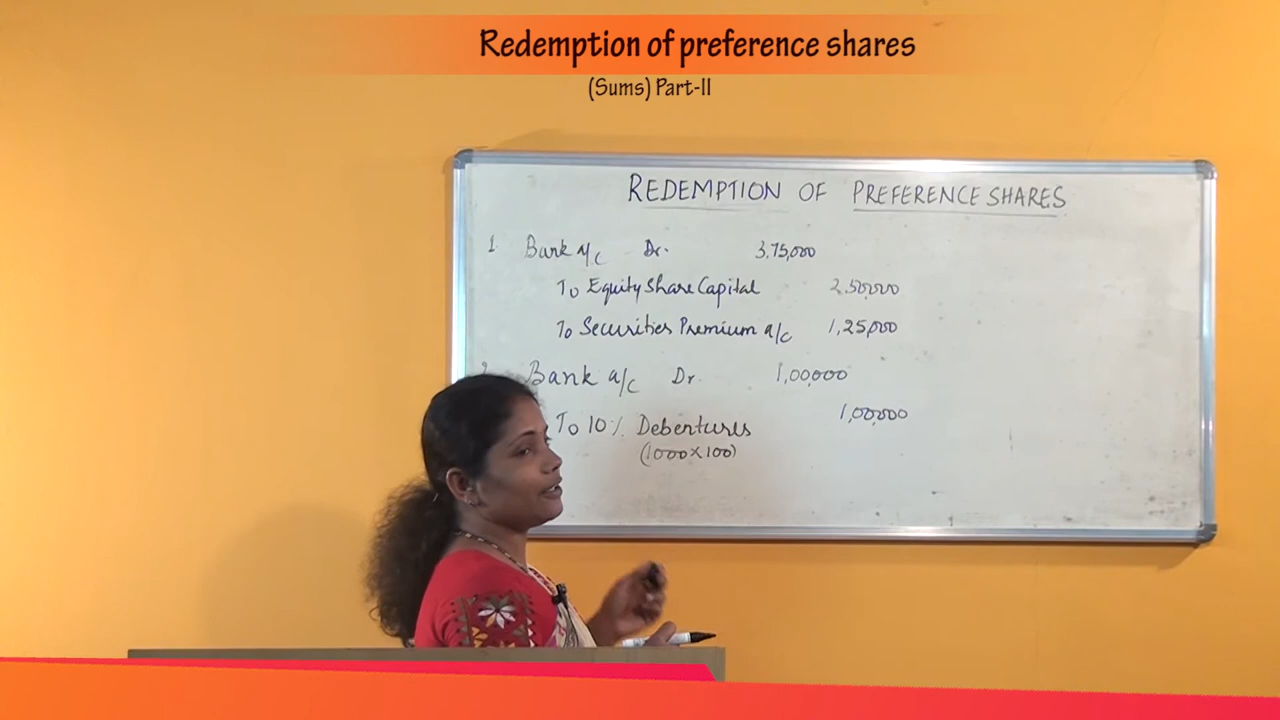 Redemption of preference shares
(Sums) Part-II
REDEMPTION OF PREFERENCE SHARES
1. Bank a/c Dr. 3,75,000
To Equity Share Capital 2,50,000
To Securities Premium a/c 1,25,000
Bank a/c Dr. 1,00,000
To 10% Debentures 1,00,000
(1000×100)